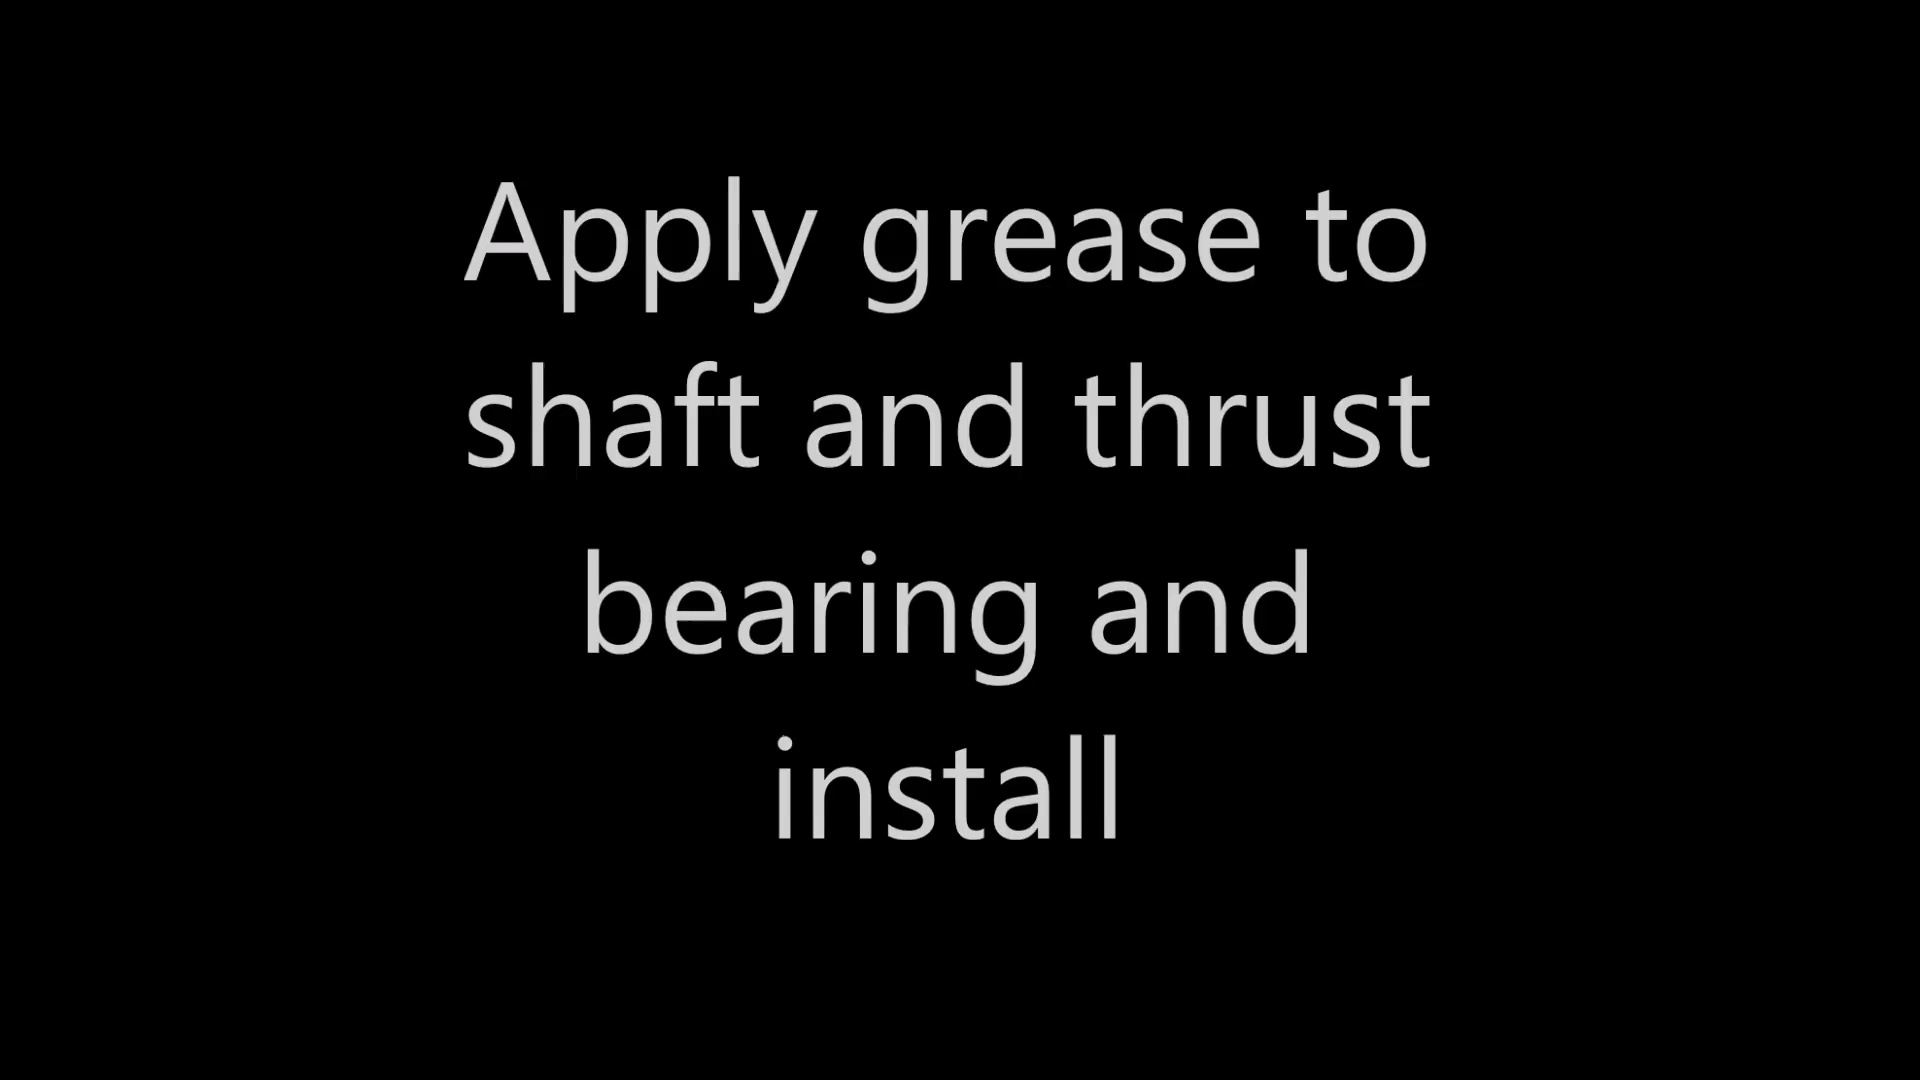 Apply grease to
shaft and thrust
bearing and
install